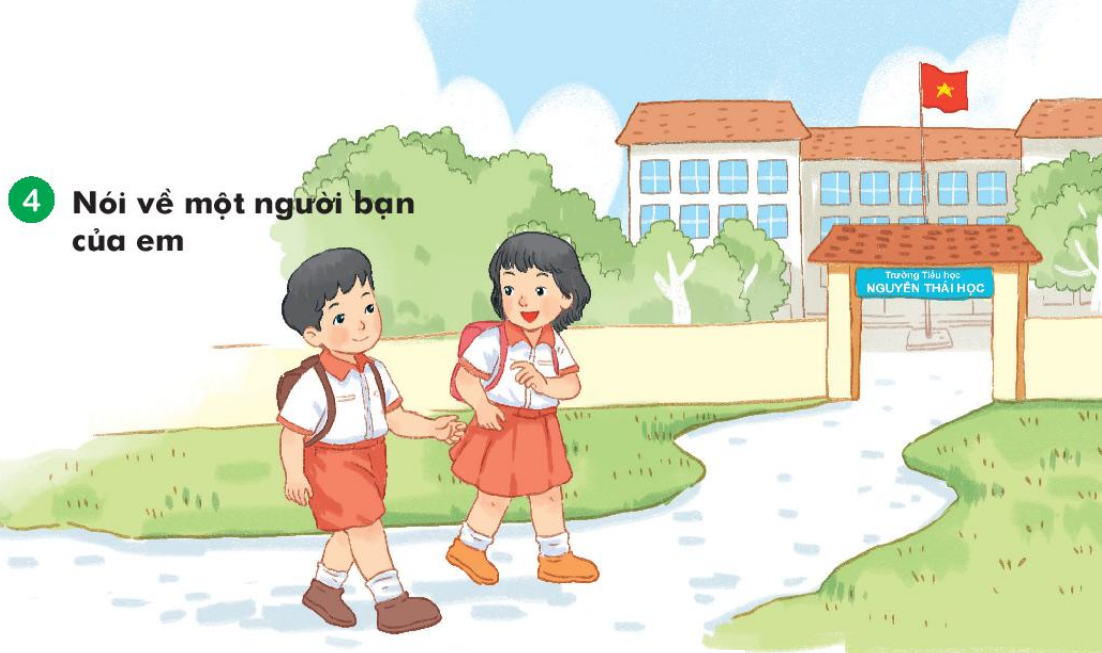 4 Nói về một người bạn
của em
Trường Tiểu học
NGUYỄN THÁI HỌC